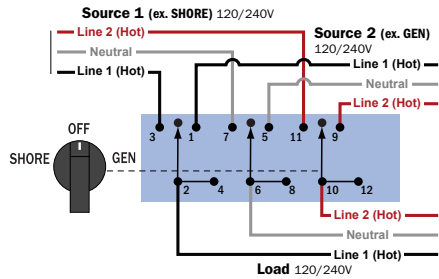 Source 1 (ex. SHORE) 120/240V
Line 2 (Hot)
Neutral
Line 1 (Hot)
Source 2 (ex. GEN)
120/240V
Line 1 (Hot)
Neutral
Line 2 (Hot)
OFF
SHORE
GEN
3 1 7 5 11 9
2 4 6 8 10 12
Line 2 (Hot)
Neutral
Line 1 (Hot)
Load 120/240V